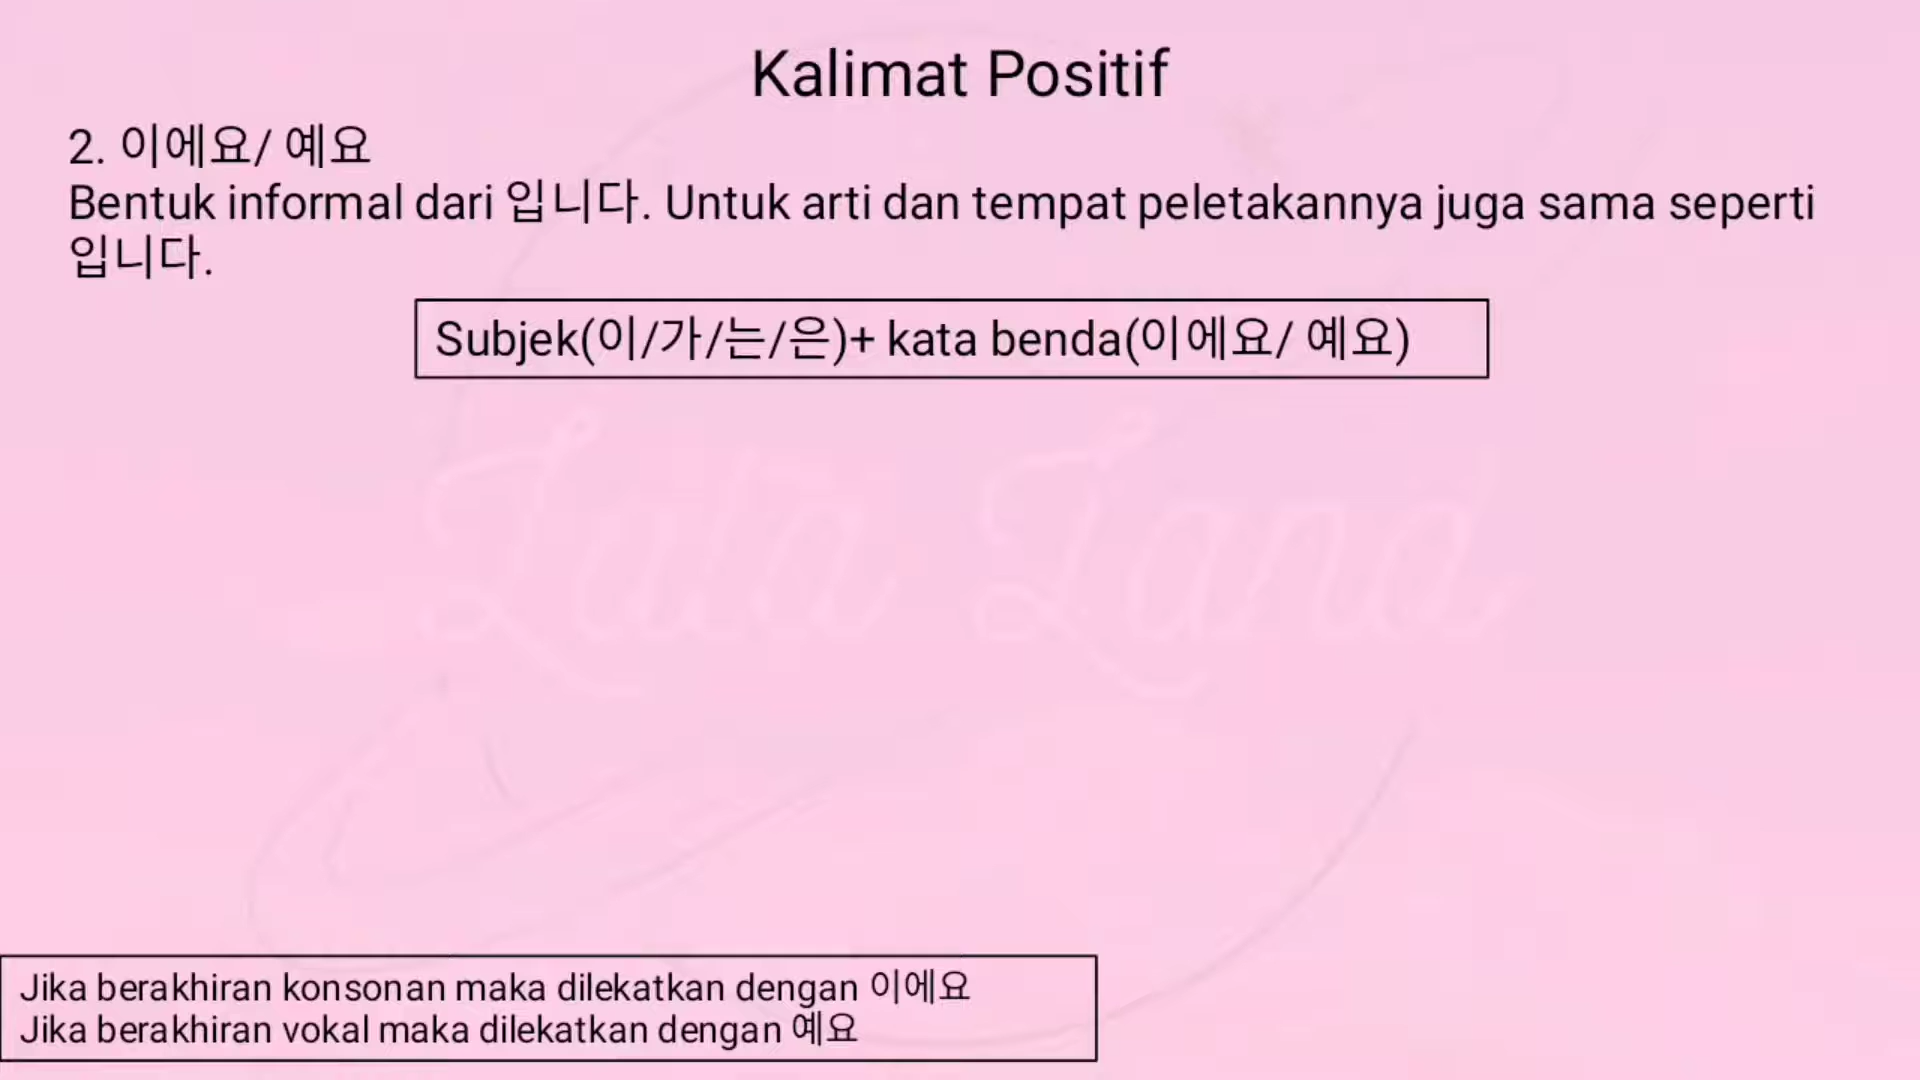 Kalimat Positif
2. 이에요/ 예요
Bentuk informal dari 입니다. Untuk arti dan tempat peletakannya juga sama seperti
입니다.
Subjek(이/가/는/은)+ kata benda(이에요/ 예요)
Lula Land
Jika berakhiran konsonan maka dilekatkan dengan 이에요
Jika berakhiran vokal maka dilekatkan dengan 예요